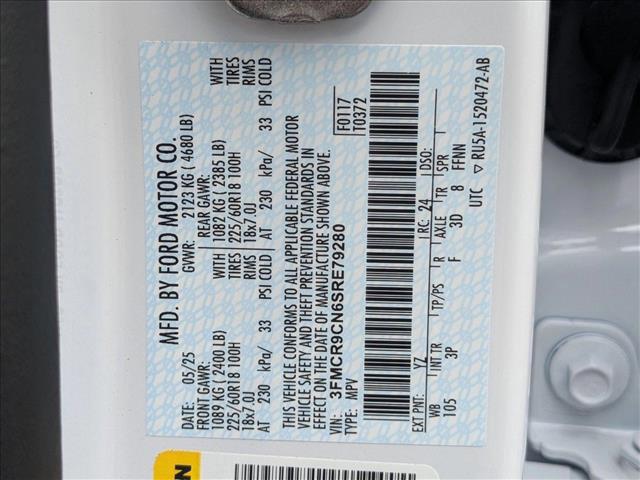 MFD. BY FORD MOTOR CO.
DATE: 05/25 GVWR: 2123 KG ( 4680 LB)
FRONT GAWR: REAR GAWR:
1089 KG ( 2400 LB) 1082 KG ( 2385 LB) WITH
225/60R18 100H 225/60R18 100H TIRES
18x7.0J 18x7.0J RIMS
AT 230 kPa/ 33 PSI COLD AT 230 kPa/ 33 PSI COLD
WITH
TIRES
RIMS
THIS VEHICLE CONFORMS TO ALL APPLICABLE FEDERAL MOTOR
VEHICLE SAFETY AND THEFT PREVENTION STANDARDS IN
EFFECT ON THE DATE OF MANUFACTURE SHOWN ABOVE.
VIN: 3FMCR9CN6SRE79280
TYPE: MPV
F0117
T0372
EXT PNT: YZ RC: 24 DSO:
WB INT TR TP/PS R AXLE TR SPR
105 3P F 3D 8 FFNN
UTC ▽ RU5A-1520472-AB